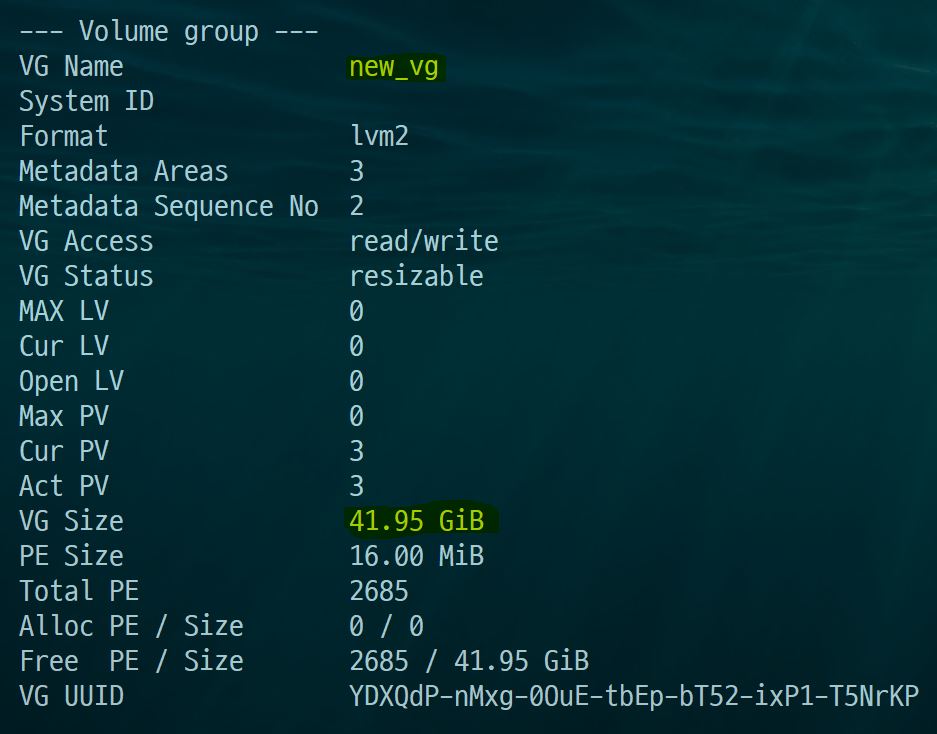 --- Volume group ---
VG Name new_vg
System ID
Format lvm2
Metadata Areas 3
Metadata Sequence No 2
VG Access read/write
VG Status resizable
MAX LV 0
Cur LV 0
Open LV 0
Max PV 0
Cur PV 3
Act PV 3
VG Size 41.95 GiB
PE Size 16.00 MiB
Total PE 2685
Alloc PE / Size 0 / 0
Free  PE / Size 2685 / 41.95 GiB
VG UUID YDXQdP-nMxg-0OuE-tbEp-bT52-ixP1-T5NrKP